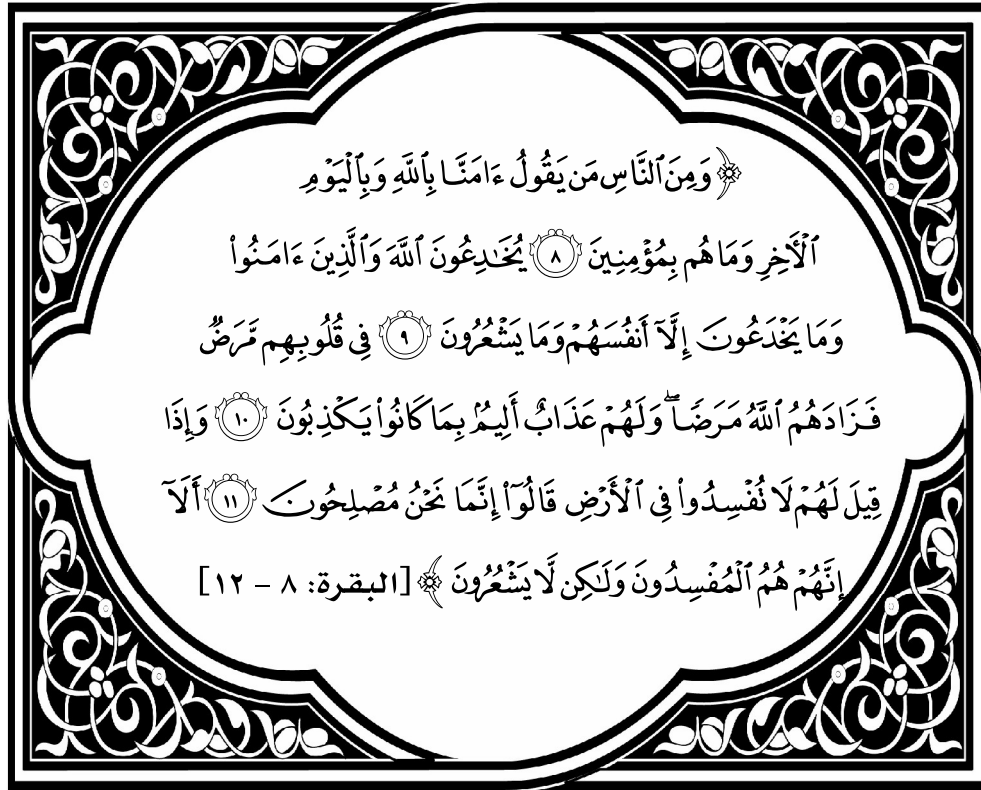 ﴿وَمِنَ ٱلنَّاسِ مَن يَقُولُ ءَامَنَّا بِٱللَّهِ وَبِٱلۡيَوۡمِ
ٱلۡأٓخِرِ وَمَا هُم بِمُؤۡمِنِينَ ٨ يُخَٰدِعُونَ ٱللَّهَ وَٱلَّذِينَ ءَامَنُواْ
وَمَا يَخۡدَعُونَ إِلَّآ أَنفُسَهُمۡ وَمَا يَشۡعُرُونَ ٩ فِي قُلُوبِهِم مَّرَضٞ
فَزَادَهُمُ ٱللَّهُ مَرَضٗاۖ وَلَهُمۡ عَذَابٌ أَلِيمُۢ بِمَا كَانُواْ يَكۡذِبُونَ ١٠ وَإِذَا
قِيلَ لَهُمۡ لَا تُفۡسِدُواْ فِي ٱلۡأَرۡضِ قَالُوٓاْ إِنَّمَا نَحۡنُ مُصۡلِحُونَ ١١ أَلَآ
إِنَّهُمۡ هُمُ ٱلۡمُفۡسِدُونَ وَلَٰكِن لَّا يَشۡعُرُونَ﴾ [البقرة: ٨ – ١٢]